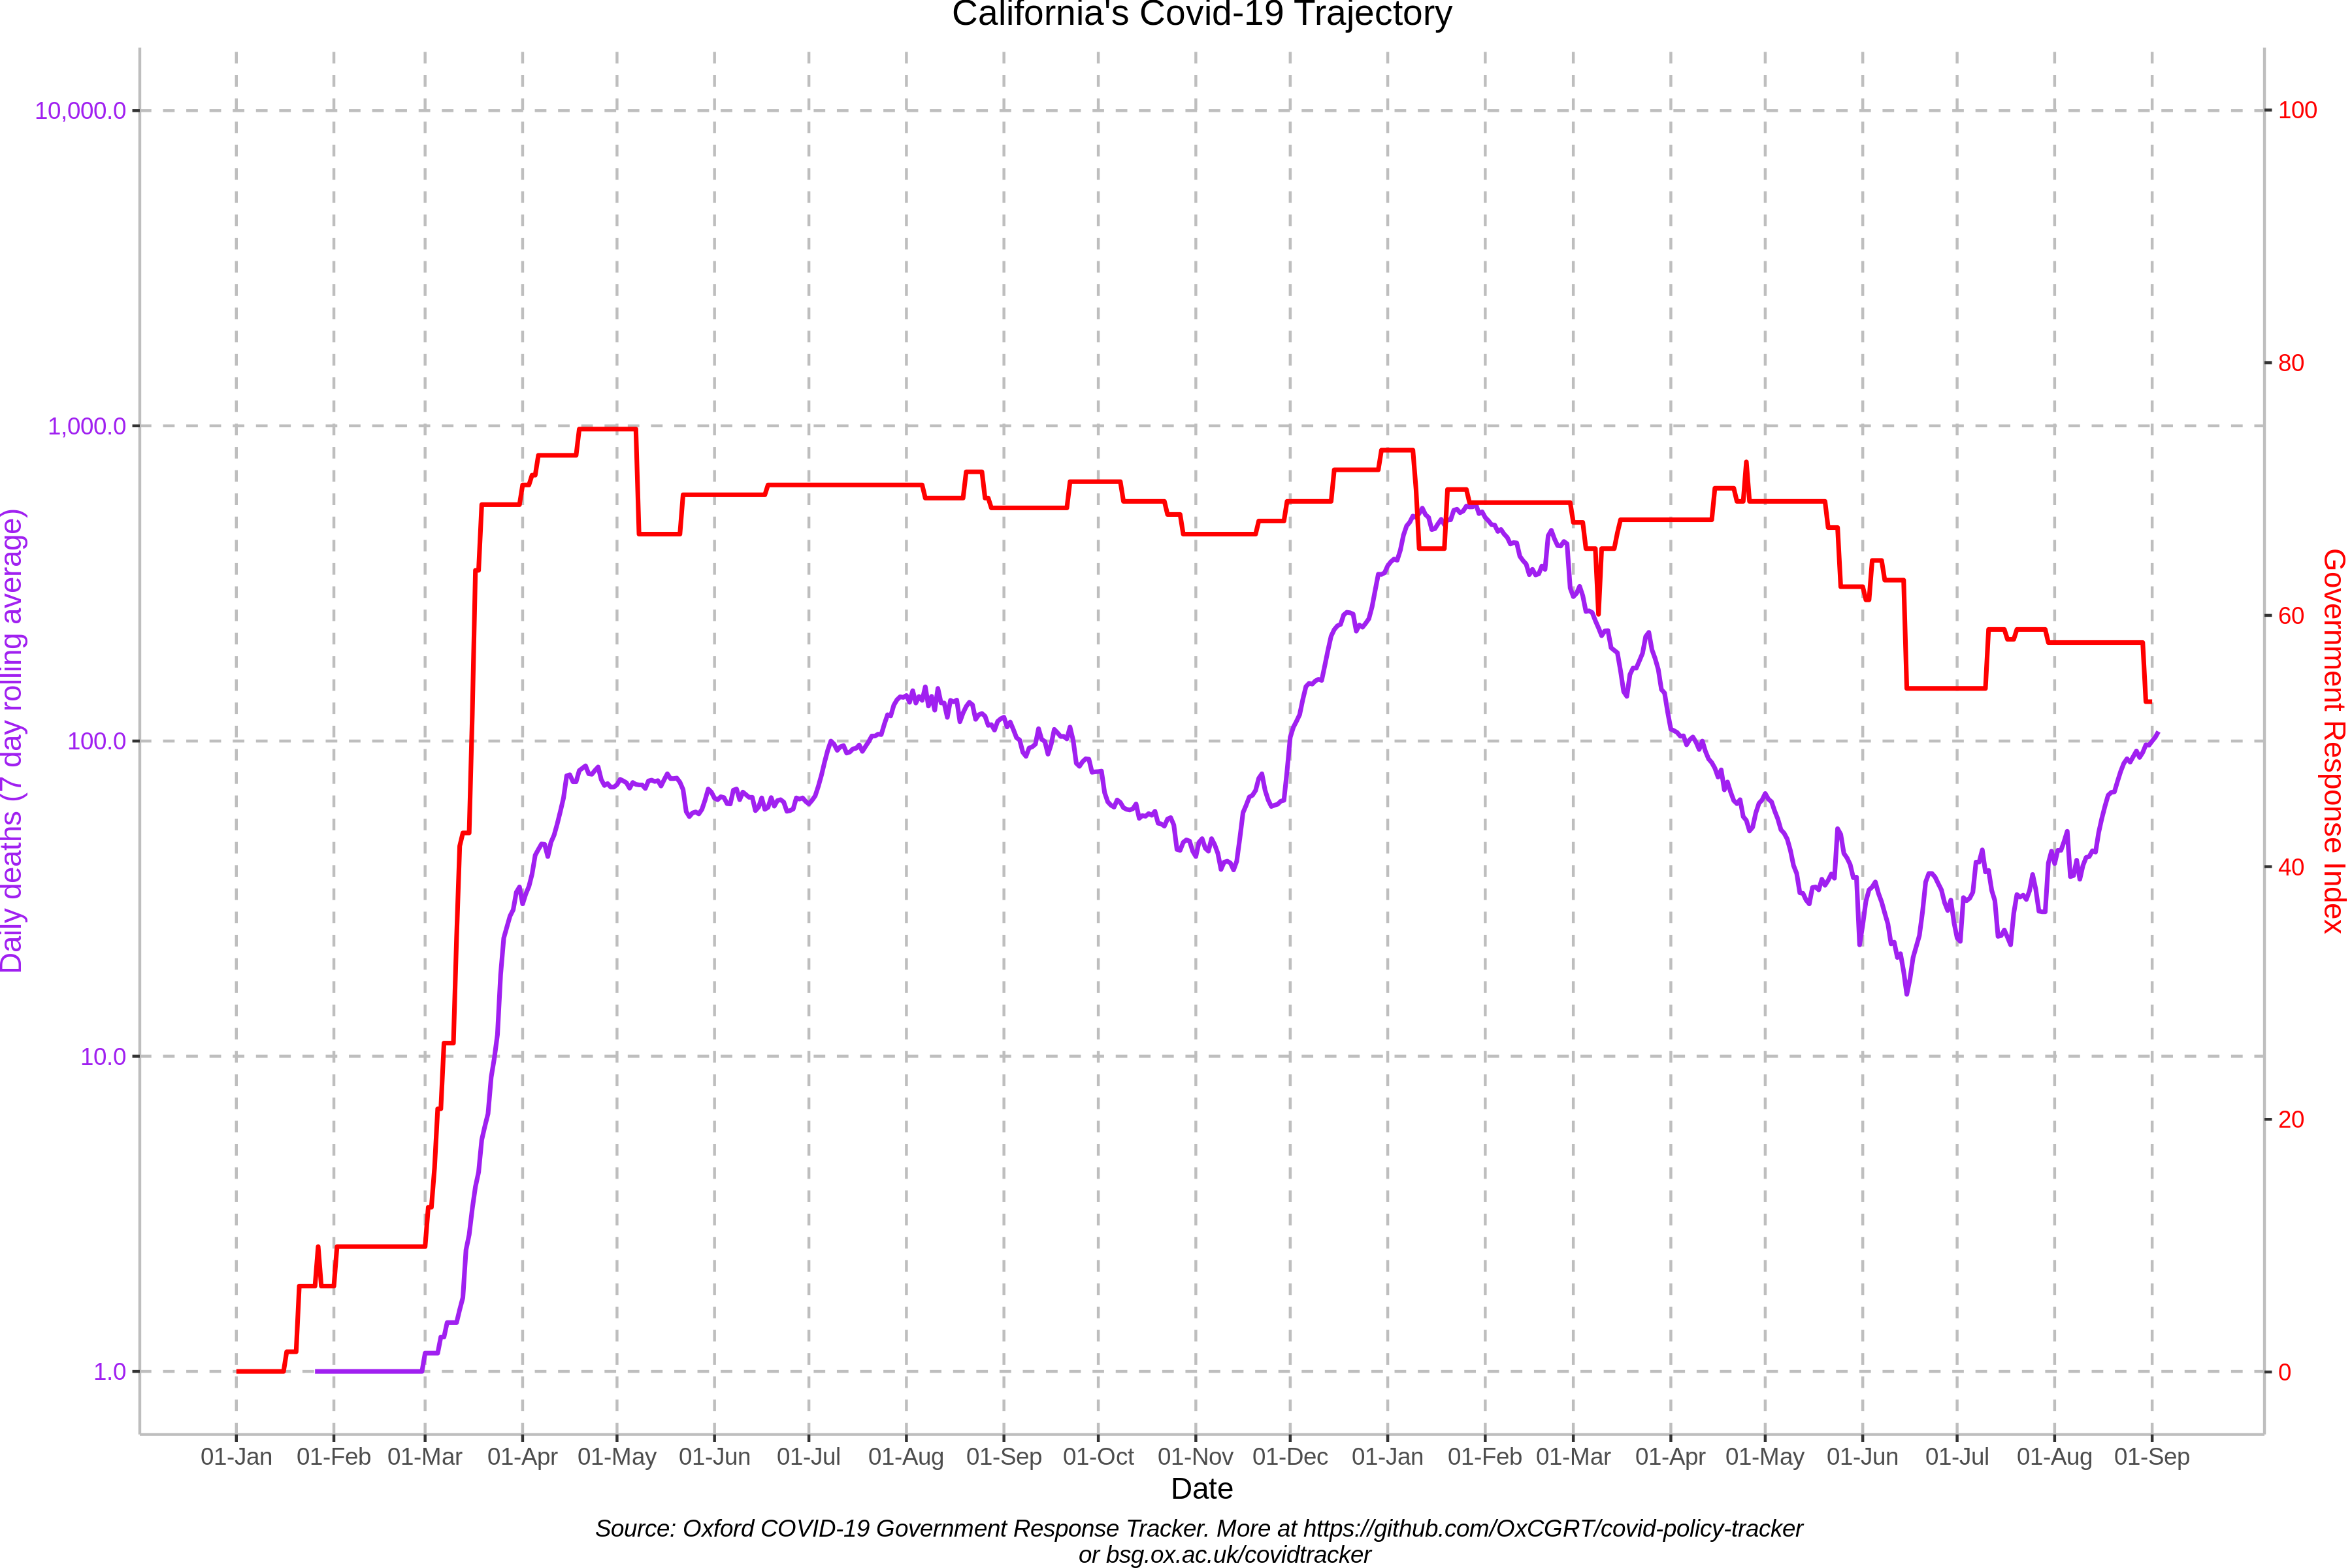 California's Covid-19 Trajectory
10,000.0
1,000.0
100.0
10.0
1.0
Daily deaths (7 day rolling average)
100
80
60
40
20
0
Government Response Index
01-Jan 01-Feb 01-Mar 01-Apr 01-May 01-Jun 01-Jul 01-Aug 01-Sep 01-Oct 01-Nov 01-Dec 01-Jan 01-Feb 01-Mar 01-Apr 01-May 01-Jun 01-Jul 01-Aug 01-Sep
Date
Source: Oxford COVID-19 Government Response Tracker. More at https://github.com/OxCGRT/covid-policy-tracker
or bsg.ox.ac.uk/covidtracker